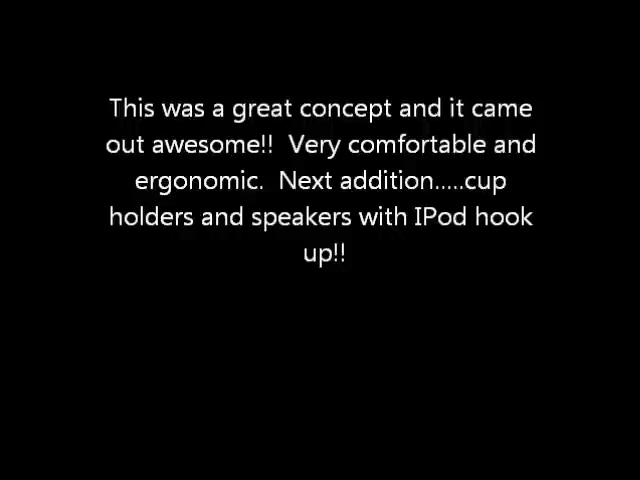 This was a great concept and it came
out awesome!!  Very comfortable and
ergonomic.  Next addition.....cup
holders and speakers with IPod hook
up!!